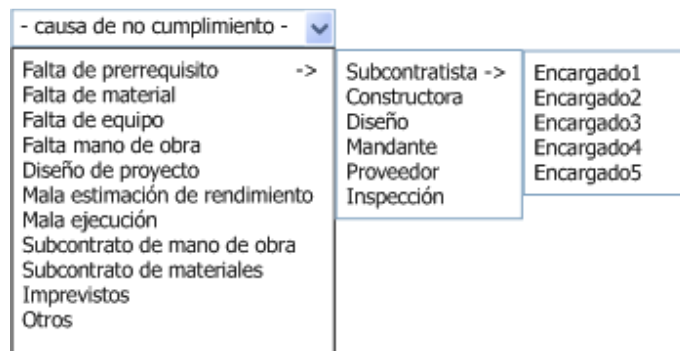 - causa de no cumplimiento -
Falta de prerrequisito ->
Falta de material
Falta de equipo
Falta mano de obra
Diseño de proyecto
Mala estimación de rendimiento
Mala ejecución
Subcontrato de mano de obra
Subcontrato de materiales
Imprevistos
Otros
Subcontratista ->
Constructora
Diseño
Mandante
Proveedor
Inspección
Encargado1
Encargado2
Encargado3
Encargado4
Encargado5